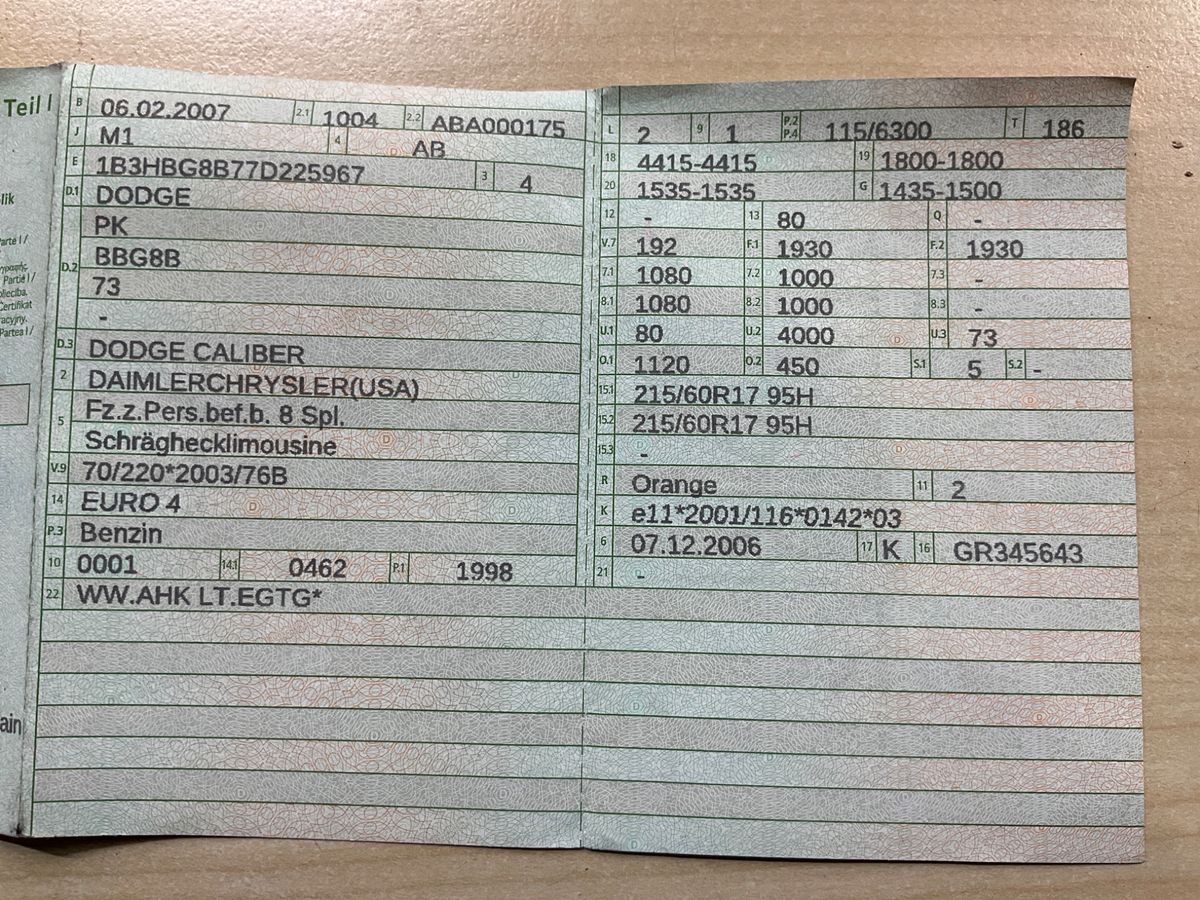 Teil I
lik
Parte I /
Partie I /
Certifikat
Partea I /
ain
B 06.02.2007 2.1 1004 2.2 ABA000175
J M1 4 AB
E 1B3HBG8B77D225967 3 4
D.1 DODGE
PK
D.2 BBG8B
73
-
D.3 DODGE CALIBER
2 DAIMLERCHRYSLER(USA)
5 Fz.z.Pers.bef.b. 8 Spl.
Schräghecklimousine
V.9 70/220*2003/76B
14 EURO 4
P.3 Benzin
10 0001 14.1 0462 P.1 1998
22 WW.AHK LT.EGTG*
L 2 9 1 P.2 P.4 115/6300 T 186
18 4415-4415 19 1800-1800
20 1535-1535 G 1435-1500
12 - 13 80 Q -
V.7 192 F.1 1930 F.2 1930
7.1 1080 7.2 1000 7.3 -
8.1 1080 8.2 1000 8.3 -
U.1 80 U.2 4000 U.3 73
O.1 1120 O.2 450 S.1 5 S.2 -
15.1 215/60R17 95H
15.2 215/60R17 95H
15.3 -
R Orange 11 2
K e11*2001/116*0142*03
6 07.12.2006 17 K 16 GR345643
21 -